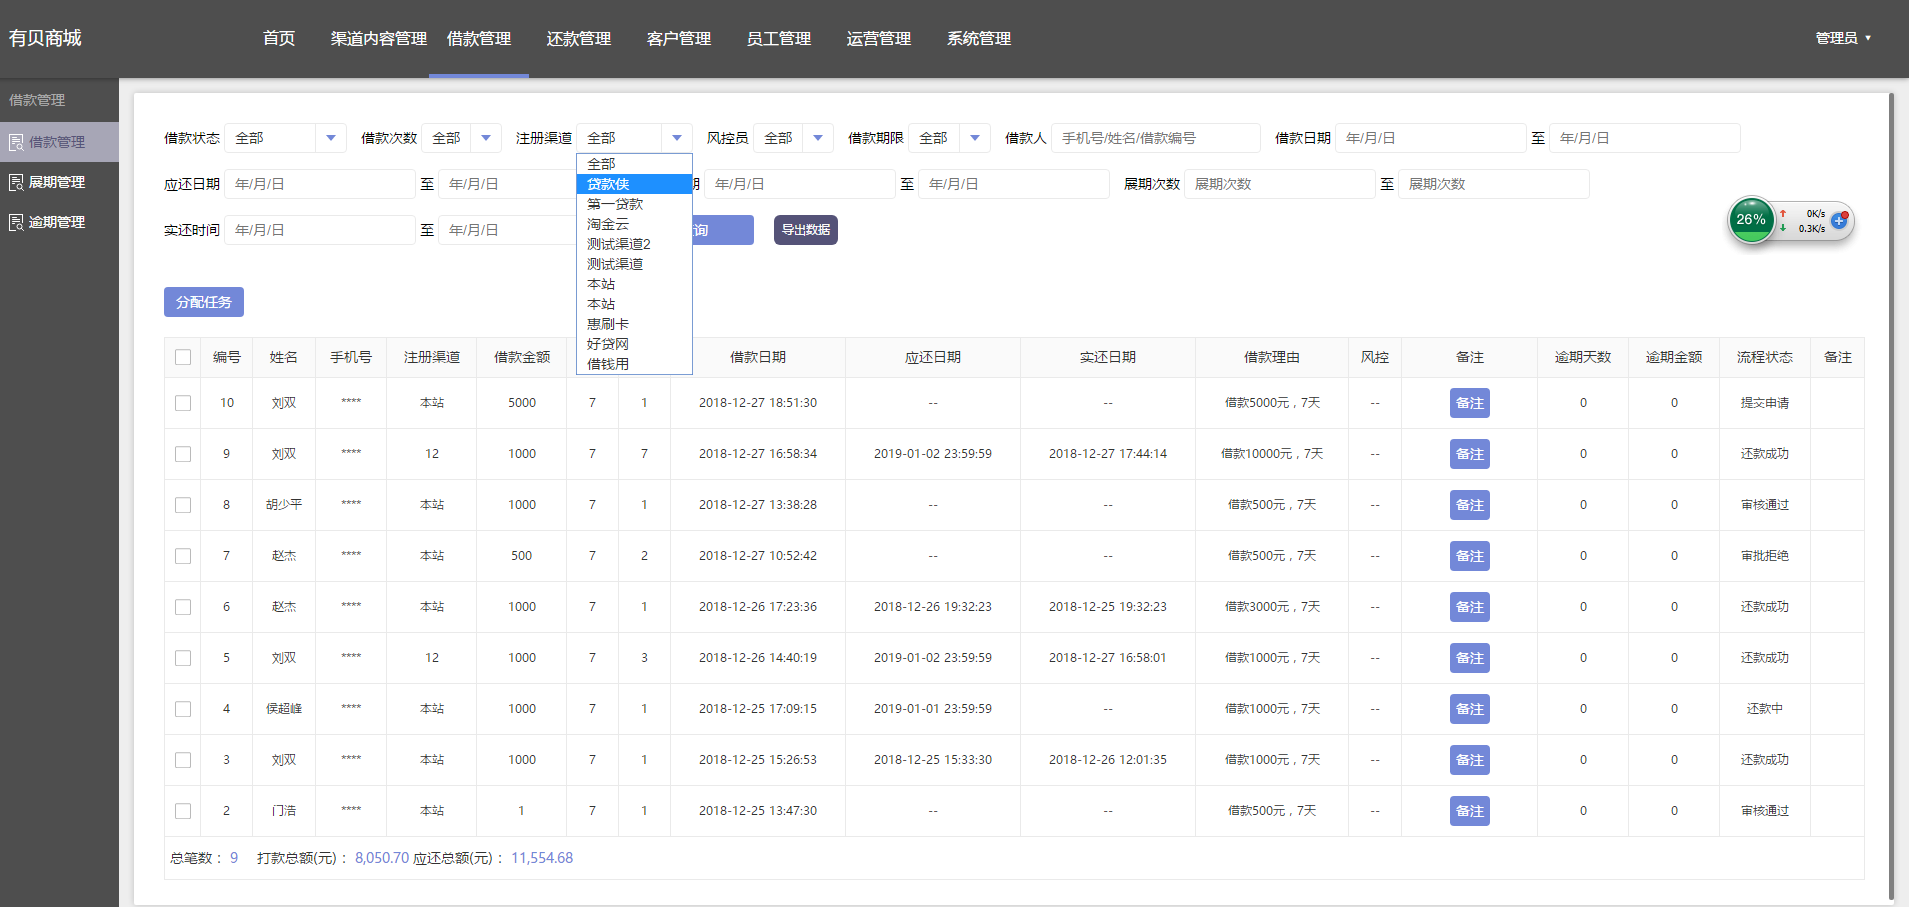 有贝商城 首页 渠道内容管理 借款管理 还款管理 客户管理 员工管理 运营管理 系统管理 管理员
借款管理
借款管理
展期管理
逾期管理
借款状态 全部 借款次数 全部 注册渠道 全部 风控员 全部 借款期限 全部 借款人 手机号/姓名/借款编号 借款日期 年/月/日 至 年/月/日
全部
贷款侠
第一贷款
淘金云
测试渠道2
测试渠道
本站
本站
惠刷卡
好贷网
借钱用
应还日期 年/月/日 至 年/月/日 期 年/月/日 至 年/月/日 展期次数 展期次数 至 展期次数
实还时间 年/月/日 至 年/月/日 询 导出数据
26% 0K/s
0.3K/s
分配任务
编号 姓名 手机号 注册渠道 借款金额 借款日期 应还日期 实还日期 借款理由 风控 备注 逾期天数 逾期金额 流程状态 备注
10 刘双 **** 本站 5000 7 1 2018-12-27 18:51:30 -- -- 借款5000元，7天 -- 备注 0 0 提交申请
9 刘双 **** 12 1000 7 7 2018-12-27 16:58:34 2019-01-02 23:59:59 2018-12-27 17:44:14 借款10000元，7天 -- 备注 0 0 还款成功
8 胡少平 **** 本站 1000 7 1 2018-12-27 13:38:28 -- -- 借款500元，7天 -- 备注 0 0 审核通过
7 赵杰 **** 本站 500 7 2 2018-12-27 10:52:42 -- -- 借款500元，7天 -- 备注 0 0 审批拒绝
6 赵杰 **** 本站 1000 7 1 2018-12-26 17:23:36 2018-12-26 19:32:23 2018-12-25 19:32:23 借款3000元，7天 -- 备注 0 0 还款成功
5 刘双 **** 12 1000 7 3 2018-12-26 14:40:19 2019-01-02 23:59:59 2018-12-27 16:58:01 借款1000元，7天 -- 备注 0 0 还款成功
4 侯超峰 **** 本站 1000 7 1 2018-12-25 17:09:15 2019-01-01 23:59:59 -- 借款1000元，7天 -- 备注 0 0 还款中
3 刘双 **** 本站 1000 7 1 2018-12-25 15:26:53 2018-12-25 15:33:30 2018-12-26 12:01:35 借款1000元，7天 -- 备注 0 0 还款成功
2 门浩 **** 本站 1 7 1 2018-12-25 13:47:30 -- -- 借款500元，7天 -- 备注 0 0 审核通过
总笔数： 9 打款总额(元)： 8,050.70 应还总额(元)： 11,554.68